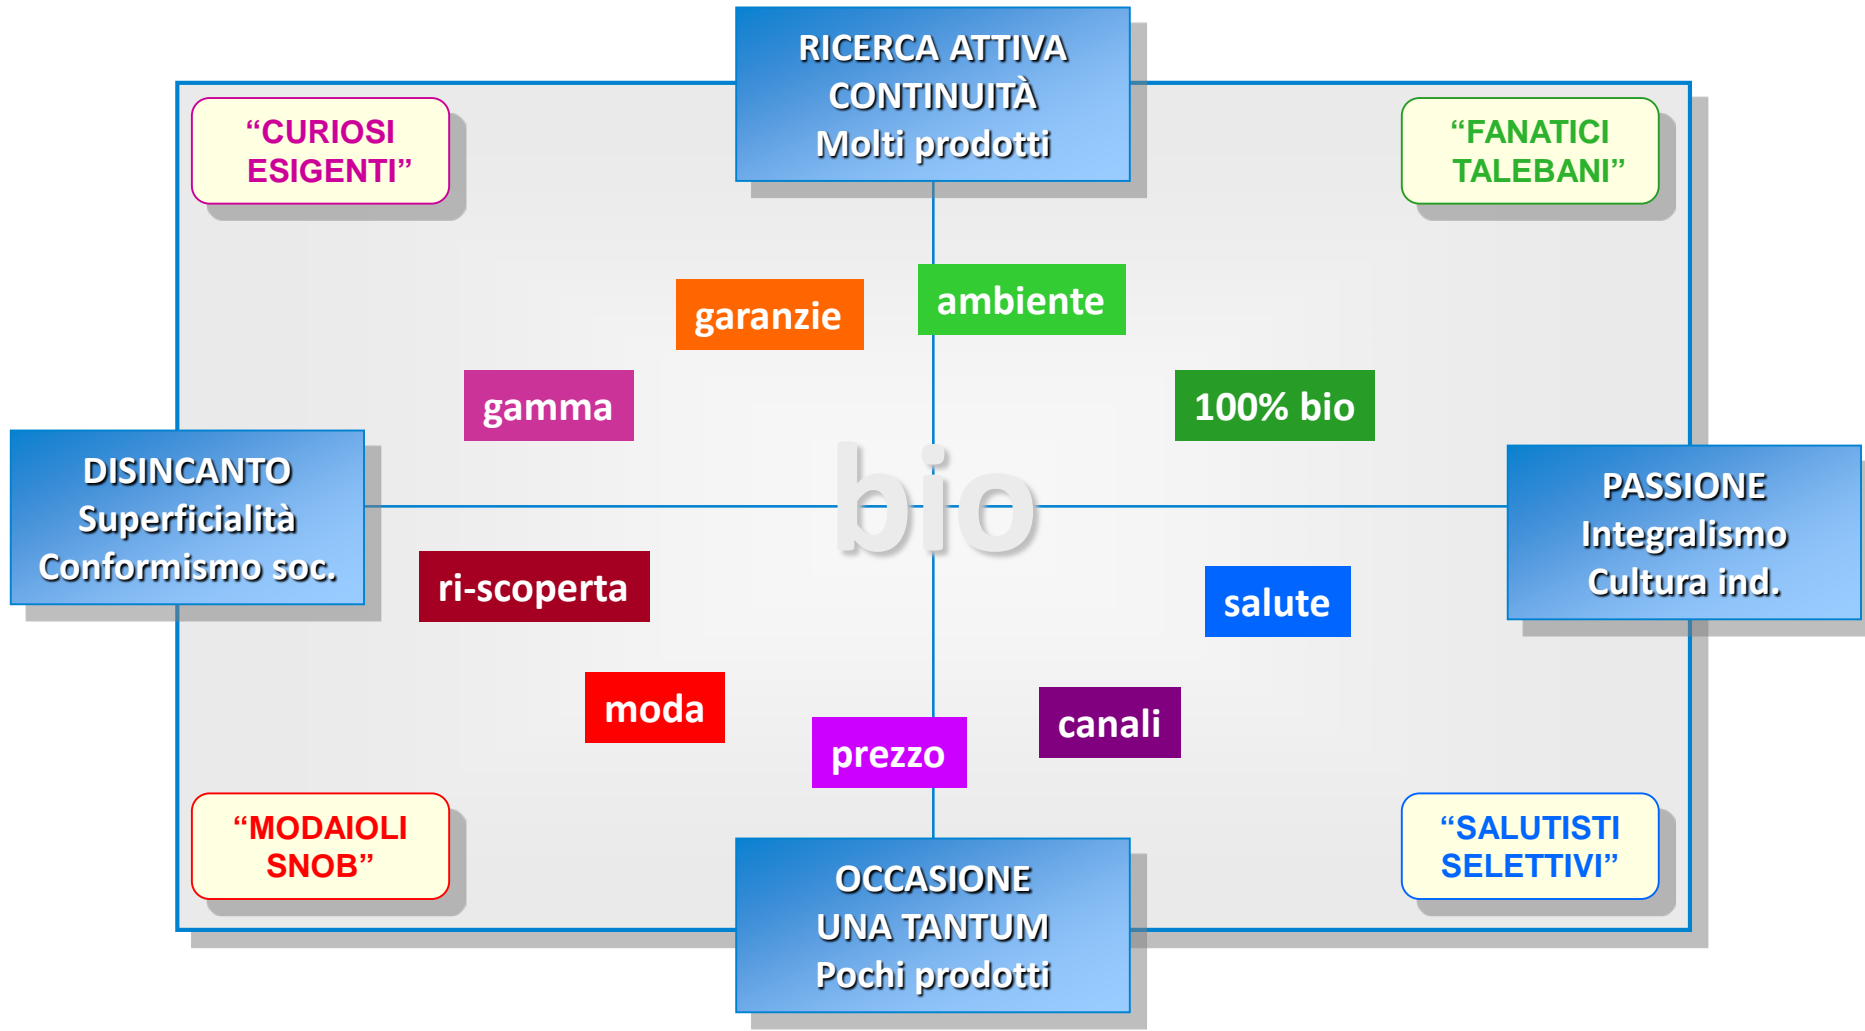 RICERCA ATTIVA
CONTINUITÀ
Molti prodotti
“CURIOSI
ESIGENTI”
“FANATICI
TALEBANI”
garanzie
ambiente
gamma
100% bio
bio
DISINCANTO
Superficialità
Conformismo soc.
PASSIONE
Integralismo
Cultura ind.
ri-scoperta
salute
moda
prezzo
canali
“MODAIOLI
SNOB”
“SALUTISTI
SELETTIVI”
OCCASIONE
UNA TANTUM
Pochi prodotti